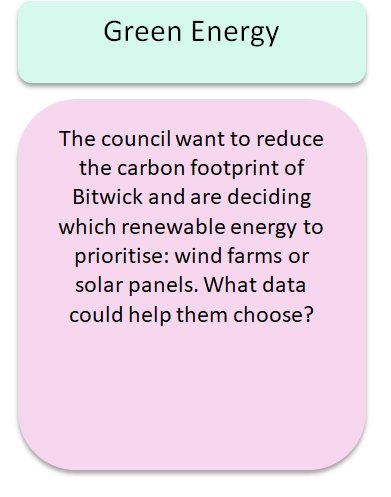 Green Energy
The council want to reduce
the carbon footprint of
Bitwick and are deciding
which renewable energy to
prioritise: wind farms or
solar panels. What data
could help them choose?